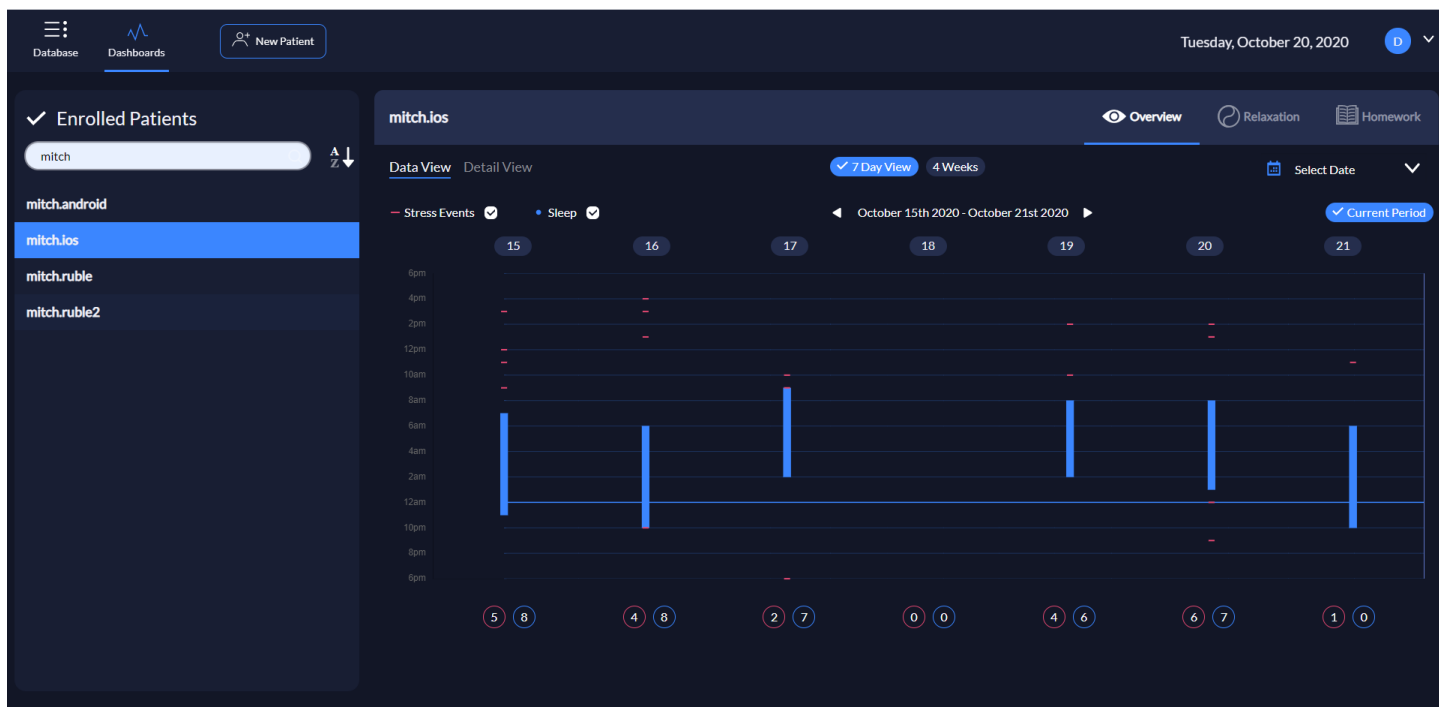 Database Dashboards New Patient Tuesday, October 20, 2020 D
Enrolled Patients
mitch
A
Z
mitch.android
mitch.ios
mitch.ruble
mitch.ruble2
mitch.ios Overview Relaxation Homework
Data View Detail View 7 Day View 4 Weeks Select Date
Stress Events Sleep October 15th 2020 - October 21st 2020 Current Period
15 16 17 18 19 20 21
6pm
4pm
2pm
12pm
10am
8am
6am
4am
2am
12am
10pm
8pm
6pm
5 8 4 8 2 7 0 0 4 6 6 7 1 0